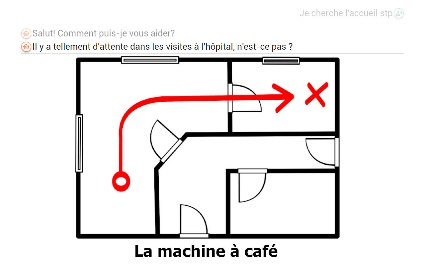 Je cherche l'accueil stp
Salut! Comment puis-je vous aider?
Il y a tellement d'attente dans les visites à l'hôpital, n'est-ce pas ?
La machine à café